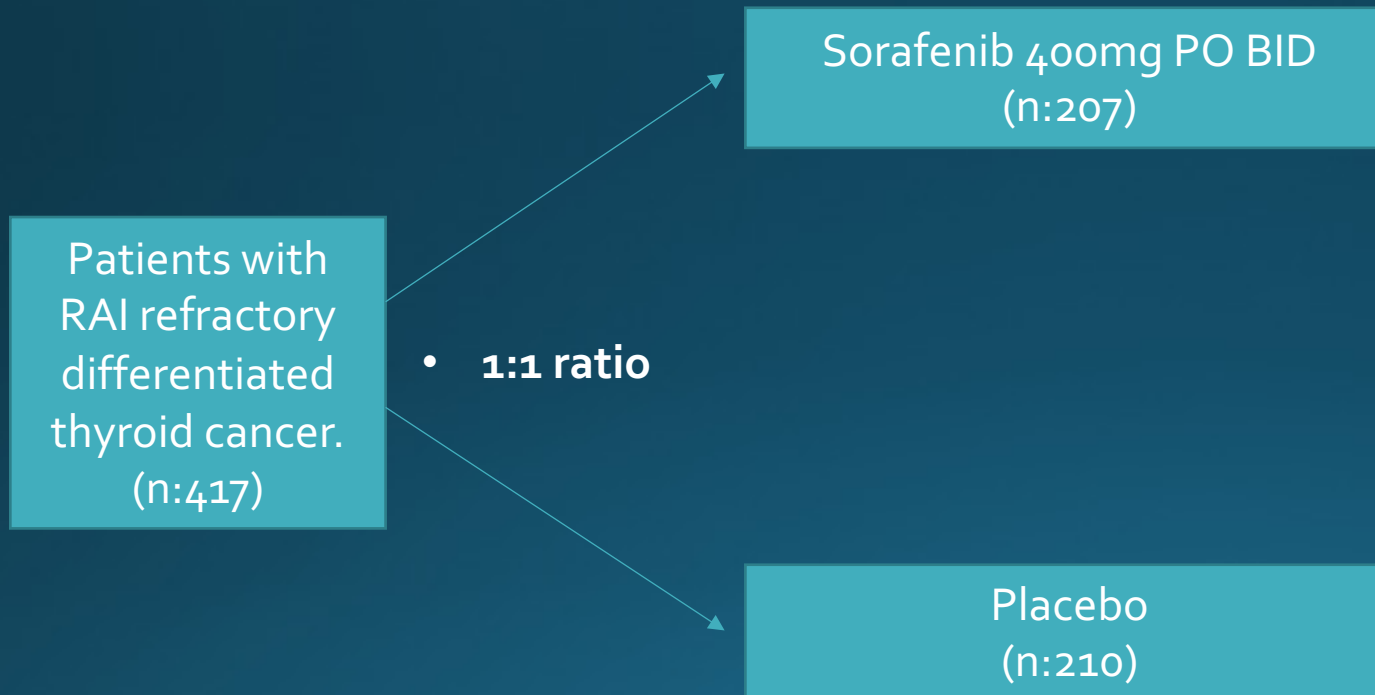 Sorafenib 400mg PO BID
(n:207)
Patients with
RAI refractory
differentiated
thyroid cancer.
(n:417)
• 1:1 ratio
Placebo
(n:210)